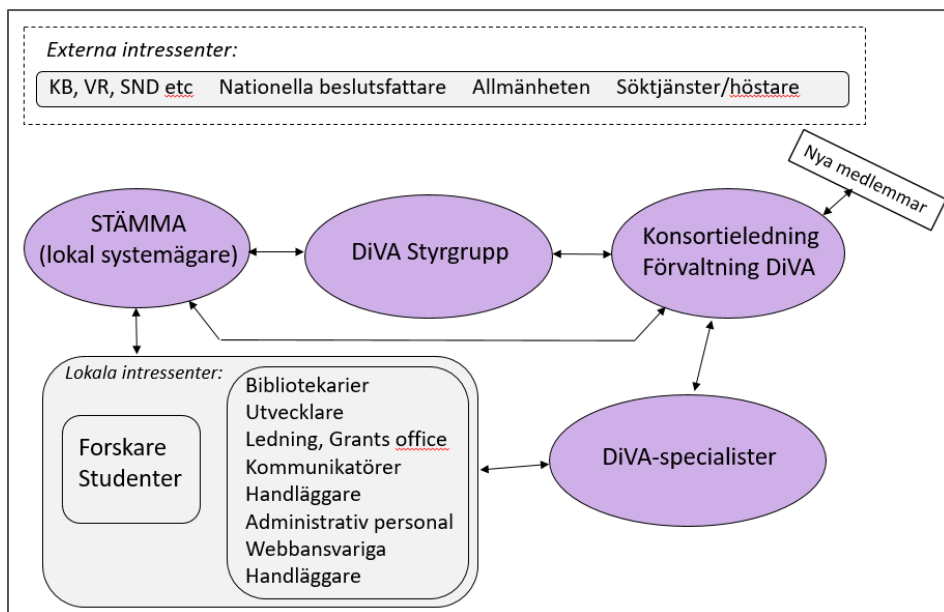 Externa intressenter:
KB, VR, SND etc Nationella beslutsfattare Allmänheten Söktjänster/höstare
Nya medlemmar
STÄMMA
(lokal systemägare)
DiVA Styrgrupp
Konsortieledning
Förvaltning DiVA
Lokala intressenter:
Forskare
Studenter
Bibliotekarier
Utvecklare
Ledning, Grants office
Kommunikatörer
Handläggare
Administrativ personal
Webbansvariga
Handläggare
DiVA-specialister